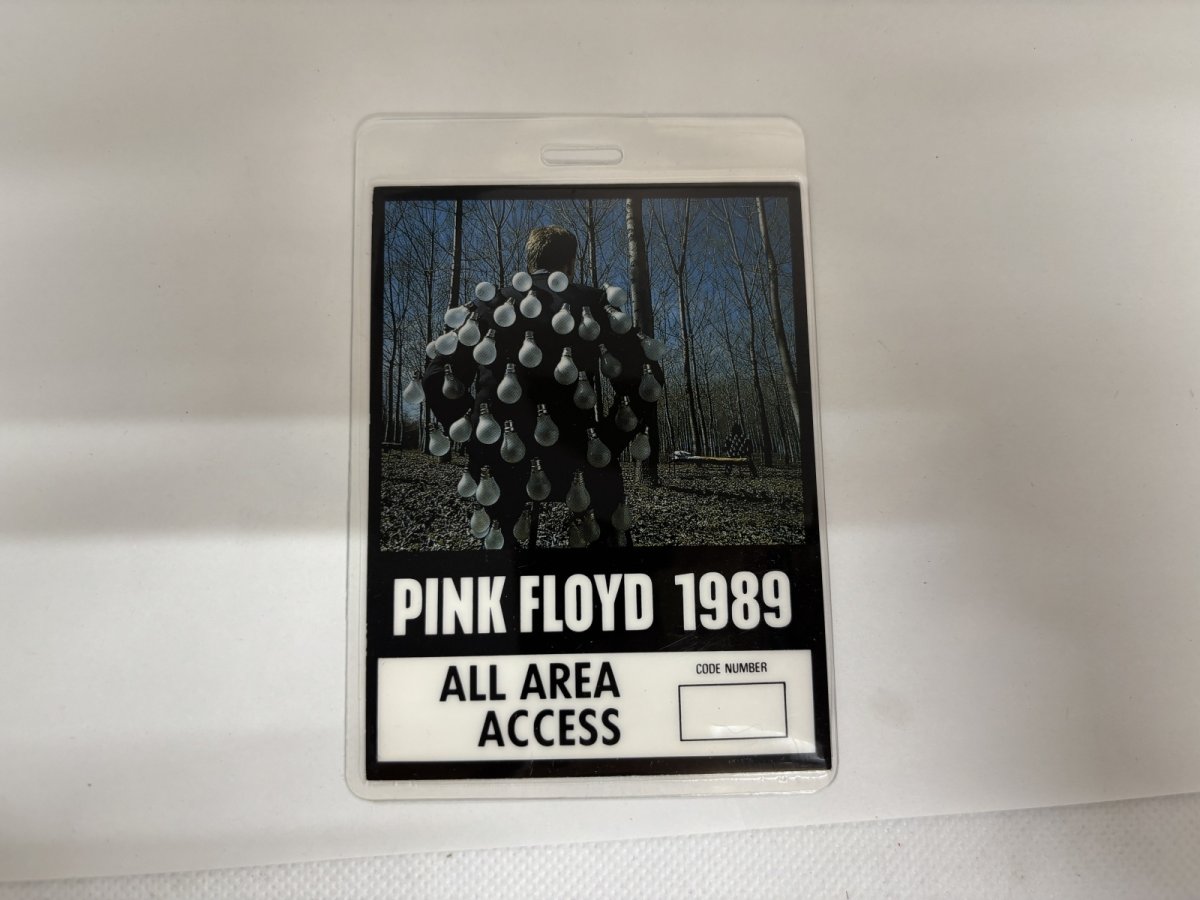 PINK FLOYD 1989
ALL AREA
ACCESS
CODE NUMBER